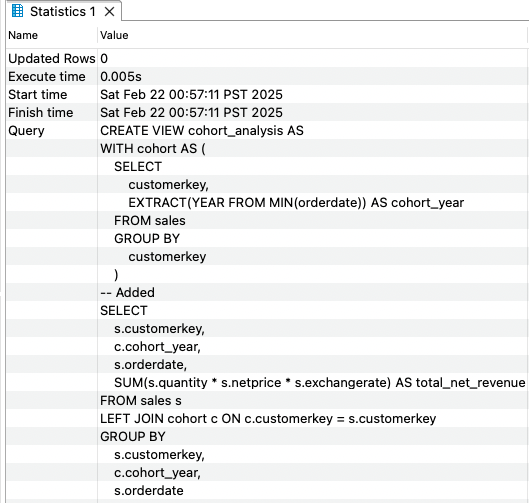 Statistics 1
Name Value
Updated Rows 0
Execute time 0.005s
Start time Sat Feb 22 00:57:11 PST 2025
Finish time Sat Feb 22 00:57:11 PST 2025
Query CREATE VIEW cohort_analysis AS
WITH cohort AS (
SELECT
customerkey,
EXTRACT(YEAR FROM MIN(orderdate)) AS cohort_year
FROM sales
GROUP BY
customerkey
)
-- Added
SELECT
s.customerkey,
c.cohort_year,
s.orderdate,
SUM(s.quantity * s.netprice * s.exchangerate) AS total_net_revenue
FROM sales s
LEFT JOIN cohort c ON c.customerkey = s.customerkey
GROUP BY
s.customerkey,
c.cohort_year,
s.orderdate